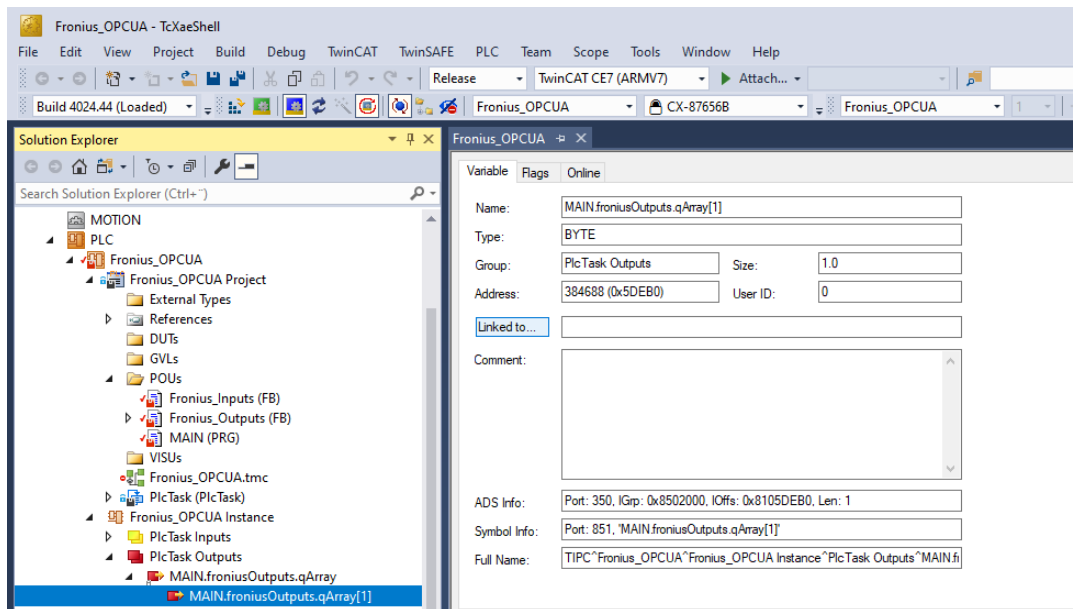 Fronius_OPCUA - TcXaeShell
File Edit View Project Build Debug TwinCAT TwinSAFE PLC Team Scope Tools Window Help
Release TwinCAT CE7 (ARMV7) Attach...
Build 4024.44 (Loaded) Fronius_OPCUA CX-87656B Fronius_OPCUA 1
Solution Explorer
Search Solution Explorer (Ctrl+¨)
MOTION
PLC
Fronius_OPCUA
Fronius_OPCUA Project
External Types
References
DUTs
GVLs
POUs
Fronius_Inputs (FB)
Fronius_Outputs (FB)
MAIN (PRG)
VISUs
Fronius_OPCUA.tmc
PlcTask (PlcTask)
Fronius_OPCUA Instance
PlcTask Inputs
PlcTask Outputs
MAIN.froniusOutputs.qArray
MAIN.froniusOutputs.qArray[1]
Fronius_OPCUA
Variable Flags Online
Name: MAIN.froniusOutputs.qArray[1]
Type: BYTE
Group: PlcTask Outputs Size: 1.0
Address: 384688 (0x5DEB0) User ID: 0
Linked to...
Comment:
ADS Info: Port: 350, IGrp: 0x8502000, IOffs: 0x8105DEB0, Len: 1
Symbol Info: Port: 851, 'MAIN.froniusOutputs.qArray[1]'
Full Name: TIPC^Fronius_OPCUA^Fronius_OPCUA Instance^PlcTask Outputs^MAIN.fr